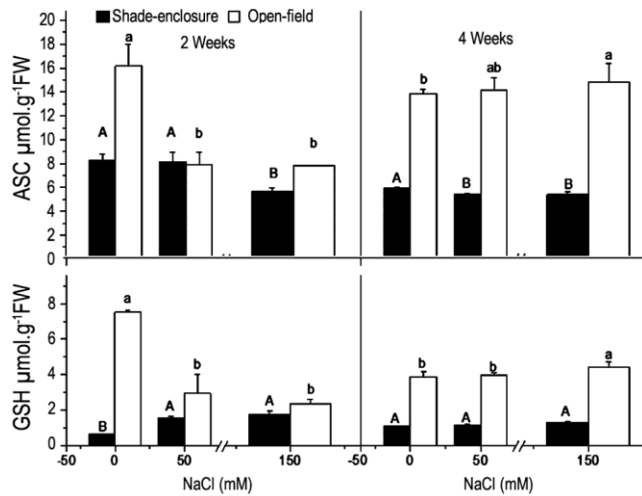 Shade-enclosure Open-field
2 Weeks 4 Weeks
ASC µmol.g⁻¹FW
20
18
16
14
12
10
8
6
4
2
0
a
A
A b
B b
A b
B ab
B a
GSH µmol.g⁻¹FW
8
6
4
2
0
B a
A b
A b
A b
A b
A a
-50 0 50 150 -50 0 50 150
NaCl (mM) NaCl (mM)